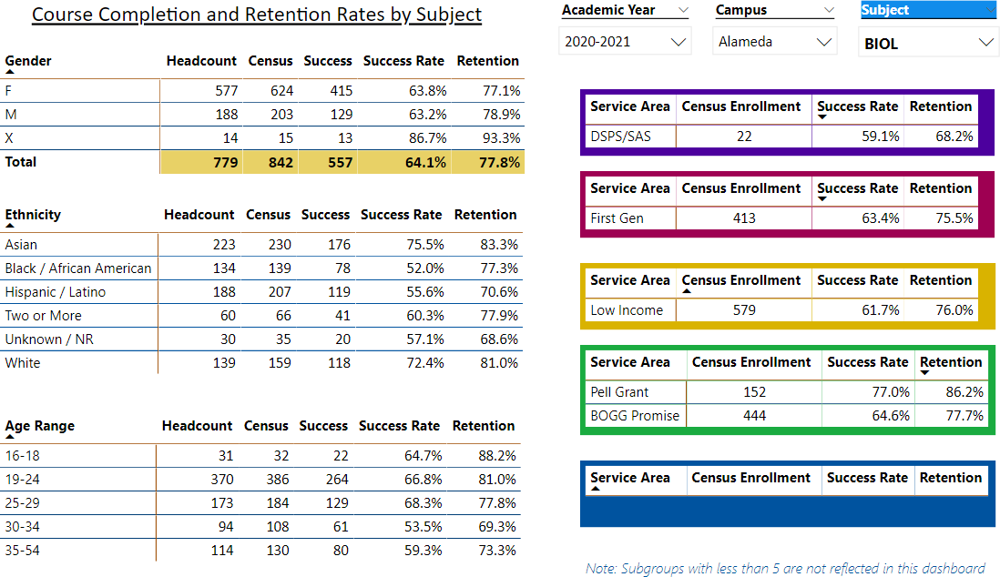 Course Completion and Retention Rates by Subject
Academic Year
2020-2021
Campus
Alameda
Subject
BIOL
Gender Headcount Census Success Success Rate Retention
F 577 624 415 63.8% 77.1%
M 188 203 129 63.2% 78.9%
X 14 15 13 86.7% 93.3%
Total 779 842 557 64.1% 77.8%
Ethnicity Headcount Census Success Success Rate Retention
Asian 223 230 176 75.5% 83.3%
Black / African American 134 139 78 52.0% 77.3%
Hispanic / Latino 188 207 119 55.6% 70.6%
Two or More 60 66 41 60.3% 77.9%
Unknown / NR 30 35 20 57.1% 68.6%
White 139 159 118 72.4% 81.0%
Age Range Headcount Census Success Success Rate Retention
16-18 31 32 22 64.7% 88.2%
19-24 370 386 264 66.8% 81.0%
25-29 173 184 129 68.3% 77.8%
30-34 94 108 61 53.5% 69.3%
35-54 114 130 80 59.3% 73.3%
Service Area Census Enrollment Success Rate Retention
DSPS/SAS 22 59.1% 68.2%
Service Area Census Enrollment Success Rate Retention
First Gen 413 63.4% 75.5%
Service Area Census Enrollment Success Rate Retention
Low Income 579 61.7% 76.0%
Service Area Census Enrollment Success Rate Retention
Pell Grant 152 77.0% 86.2%
BOGG Promise 444 64.6% 77.7%
Service Area Census Enrollment Success Rate Retention
Note: Subgroups with less than 5 are not reflected in this dashboard